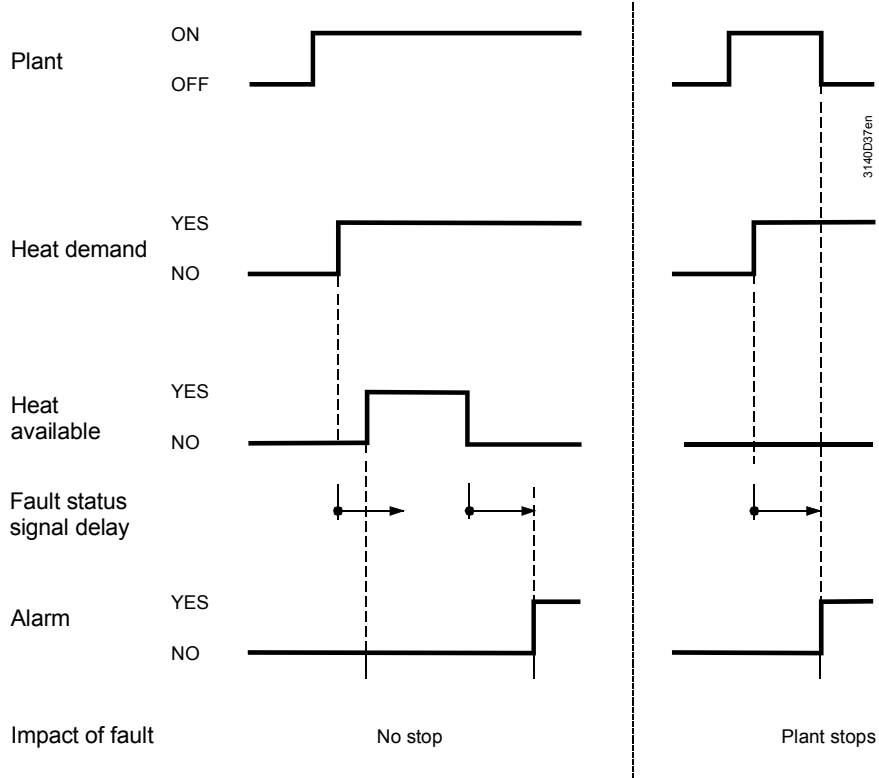 Plant
ON
OFF
3140D37en
Heat demand
YES
NO
Heat
available
YES
NO
Fault status
signal delay
Alarm
YES
NO
Impact of fault
No stop
Plant stops